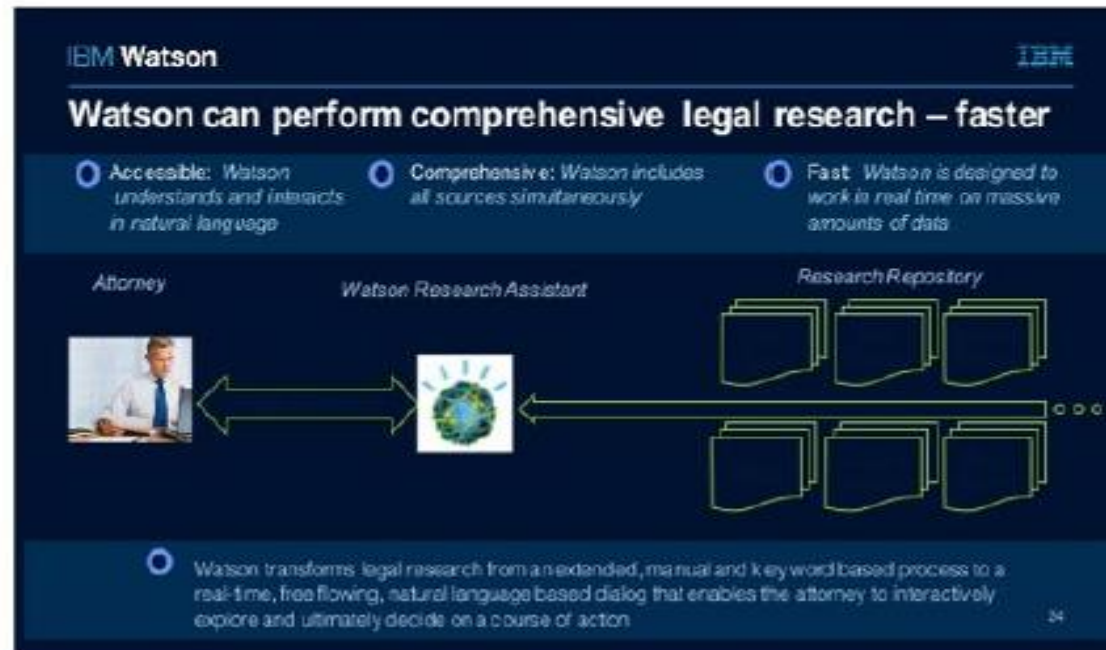 IBM Watson
IBM
Watson can perform comprehensive legal research – faster
Accessible: Watson
understands and interacts
in natural language
Comprehensive: Watson includes
all sources simultaneously
Fast Watson is designed to
work in real time on massive
amounts of data
Attorney
Watson Research Assistant
Research Repository
Watson transforms legal research from an extended, manual and keyword based process to a
real-time, free flowing, natural language based dialog that enables the attorney to interactively
explore and ultimately decide on a course of action
24